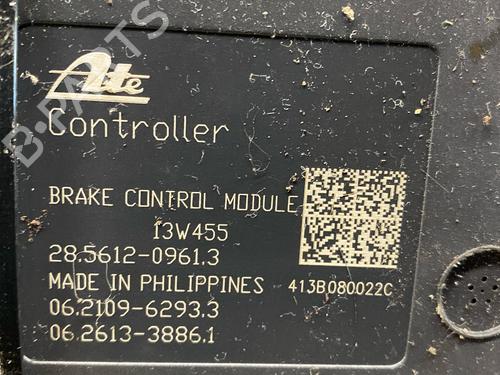 B-PARTS
Ate
Controller
BRAKE CONTROL MODULE
13W455
28.5612-0961.3
MADE IN PHILIPPINES
413B080022C
06.2109-6293.3
06.2613-3886.1